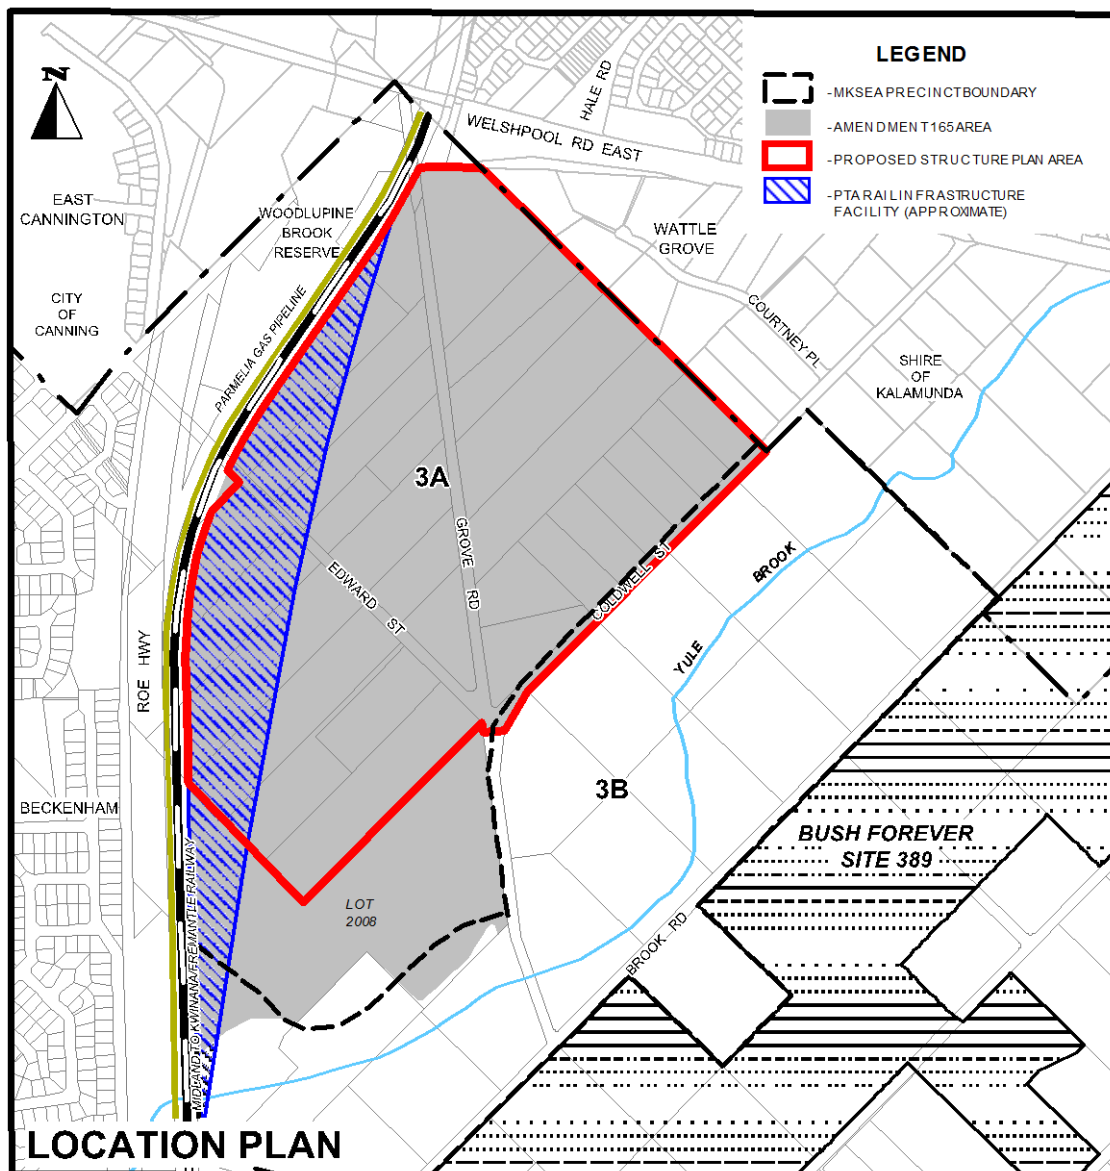 LEGEND
- MKSEA PRECINCT BOUNDARY
- AMENDMENT 165 AREA
- PROPOSED STRUCTURE PLAN AREA
- PTA RAIL INFRASTRUCTURE
FACILITY (APPROXIMATE)
N
HALE RD
WELSHPOOL RD EAST
EAST
CANNINGTON
WOODLUPINE
BROOK
RESERVE
WATTLE
GROVE
CITY
OF
CANNING
PARMELIA GAS PIPELINE
COURTNEY PL
SHIRE
OF
KALAMUNDA
3A
GROVE RD
EDWARD ST
COLDWELL ST
YULE BROOK
ROE HWY
BECKENHAM
3B
BUSH FOREVER
SITE 389
LOT
2008
BROOK RD
MIDLAND TO KWINANA/FREMANTLE RAILWAY
LOCATION PLAN